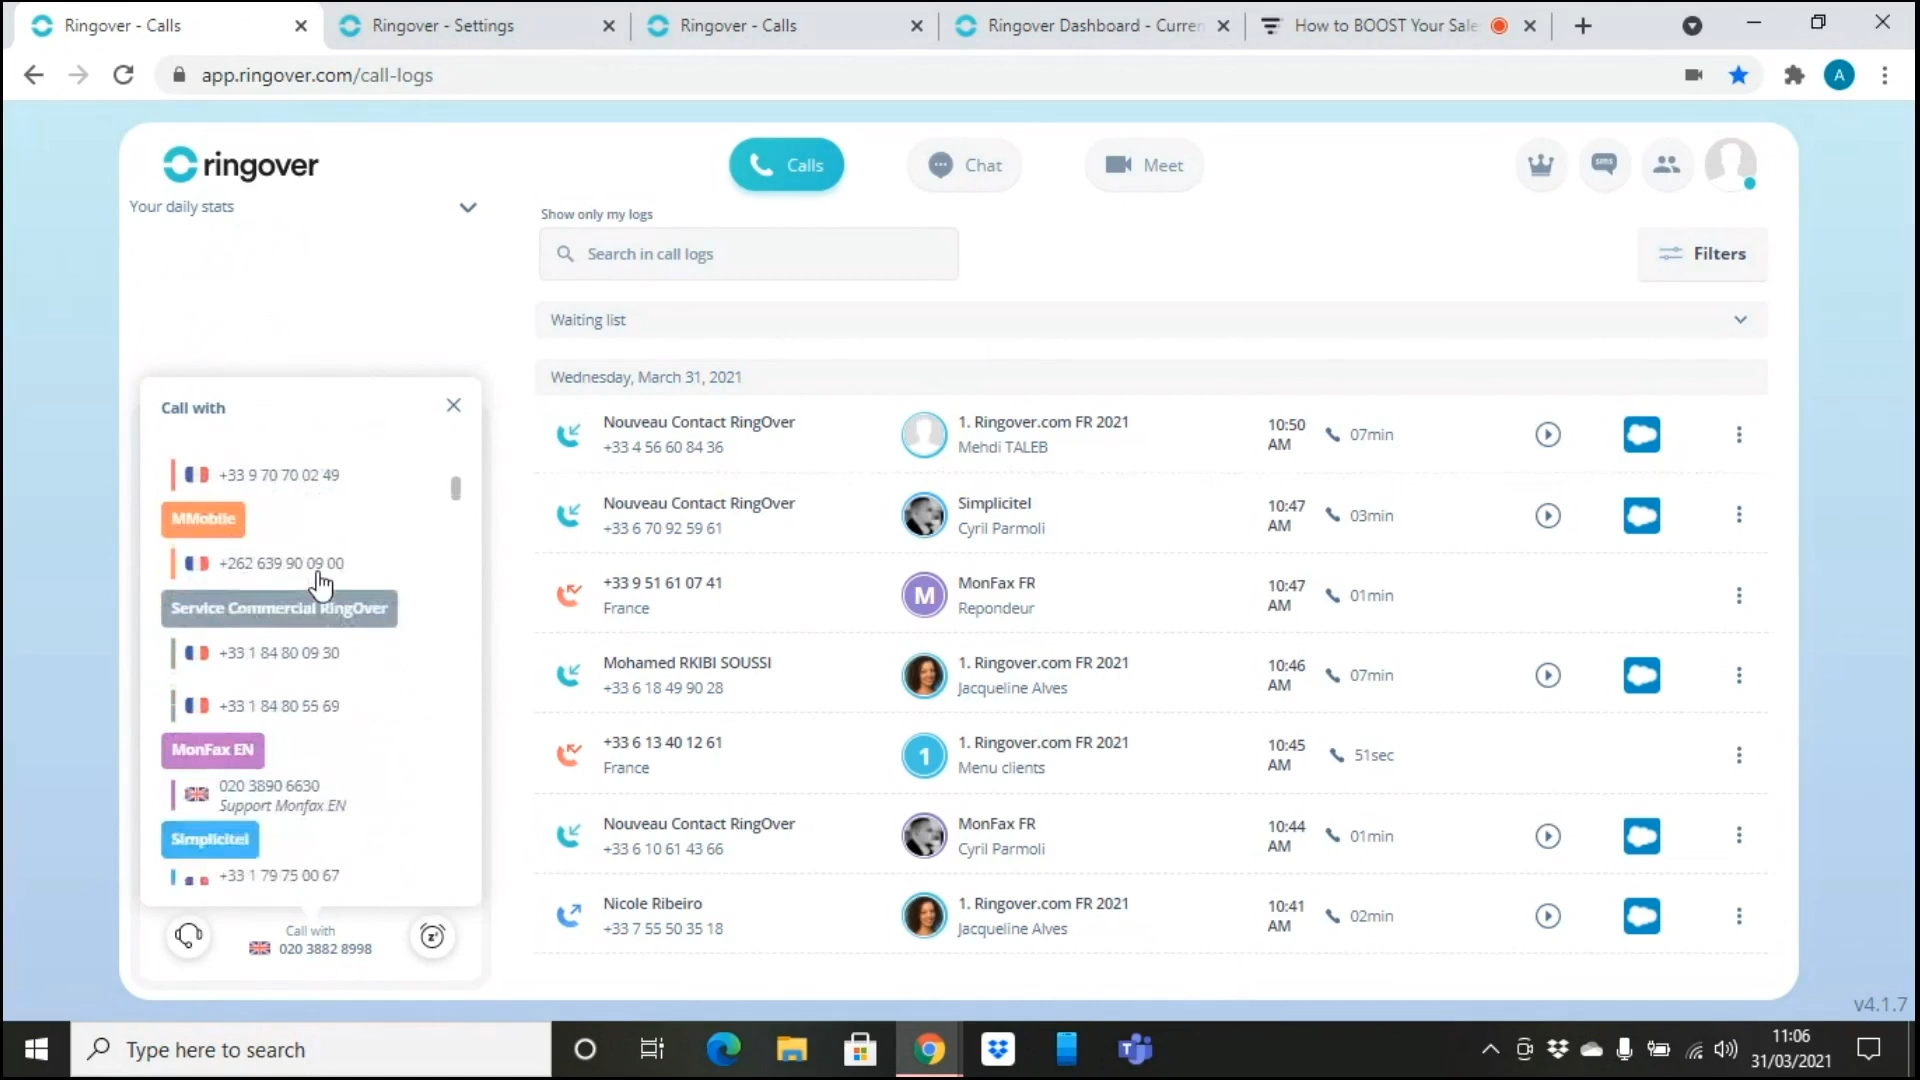 Ringover - Calls
Ringover - Settings
Ringover - Calls
Ringover Dashboard - Curren
How to BOOST Your Sale
app.ringover.com/call-logs
A
ringover
Calls
Chat
Meet
sms
Your daily stats
Show only my logs
Search in call logs
Filters
Waiting list
Wednesday, March 31, 2021
Call with
+33 9 70 70 02 49
MMobile
+262 639 90 09 00
Service Commercial RingOver
+33 1 84 80 09 30
+33 1 84 80 55 69
MonFax EN
020 3890 6630
Support Monfax EN
Simplicitel
+33 1 79 75 00 67
Call with
020 3882 8998
Nouveau Contact RingOver
+33 4 56 60 84 36
1. Ringover.com FR 2021
Mehdi TALEB
10:50
AM
07min
Nouveau Contact RingOver
+33 6 70 92 59 61
Simplicitel
Cyril Parmoli
10:47
AM
03min
+33 9 51 61 07 41
France
M
MonFax FR
Repondeur
10:47
AM
01min
Mohamed RKIBI SOUSSI
+33 6 18 49 90 28
1. Ringover.com FR 2021
Jacqueline Alves
10:46
AM
07min
+33 6 13 40 12 61
France
1
1. Ringover.com FR 2021
Menu clients
10:45
AM
51sec
Nouveau Contact RingOver
+33 6 10 61 43 66
MonFax FR
Cyril Parmoli
10:44
AM
01min
Nicole Ribeiro
+33 7 55 50 35 18
1. Ringover.com FR 2021
Jacqueline Alves
10:41
AM
02min
v4.1.7
Type here to search
11:06
31/03/2021